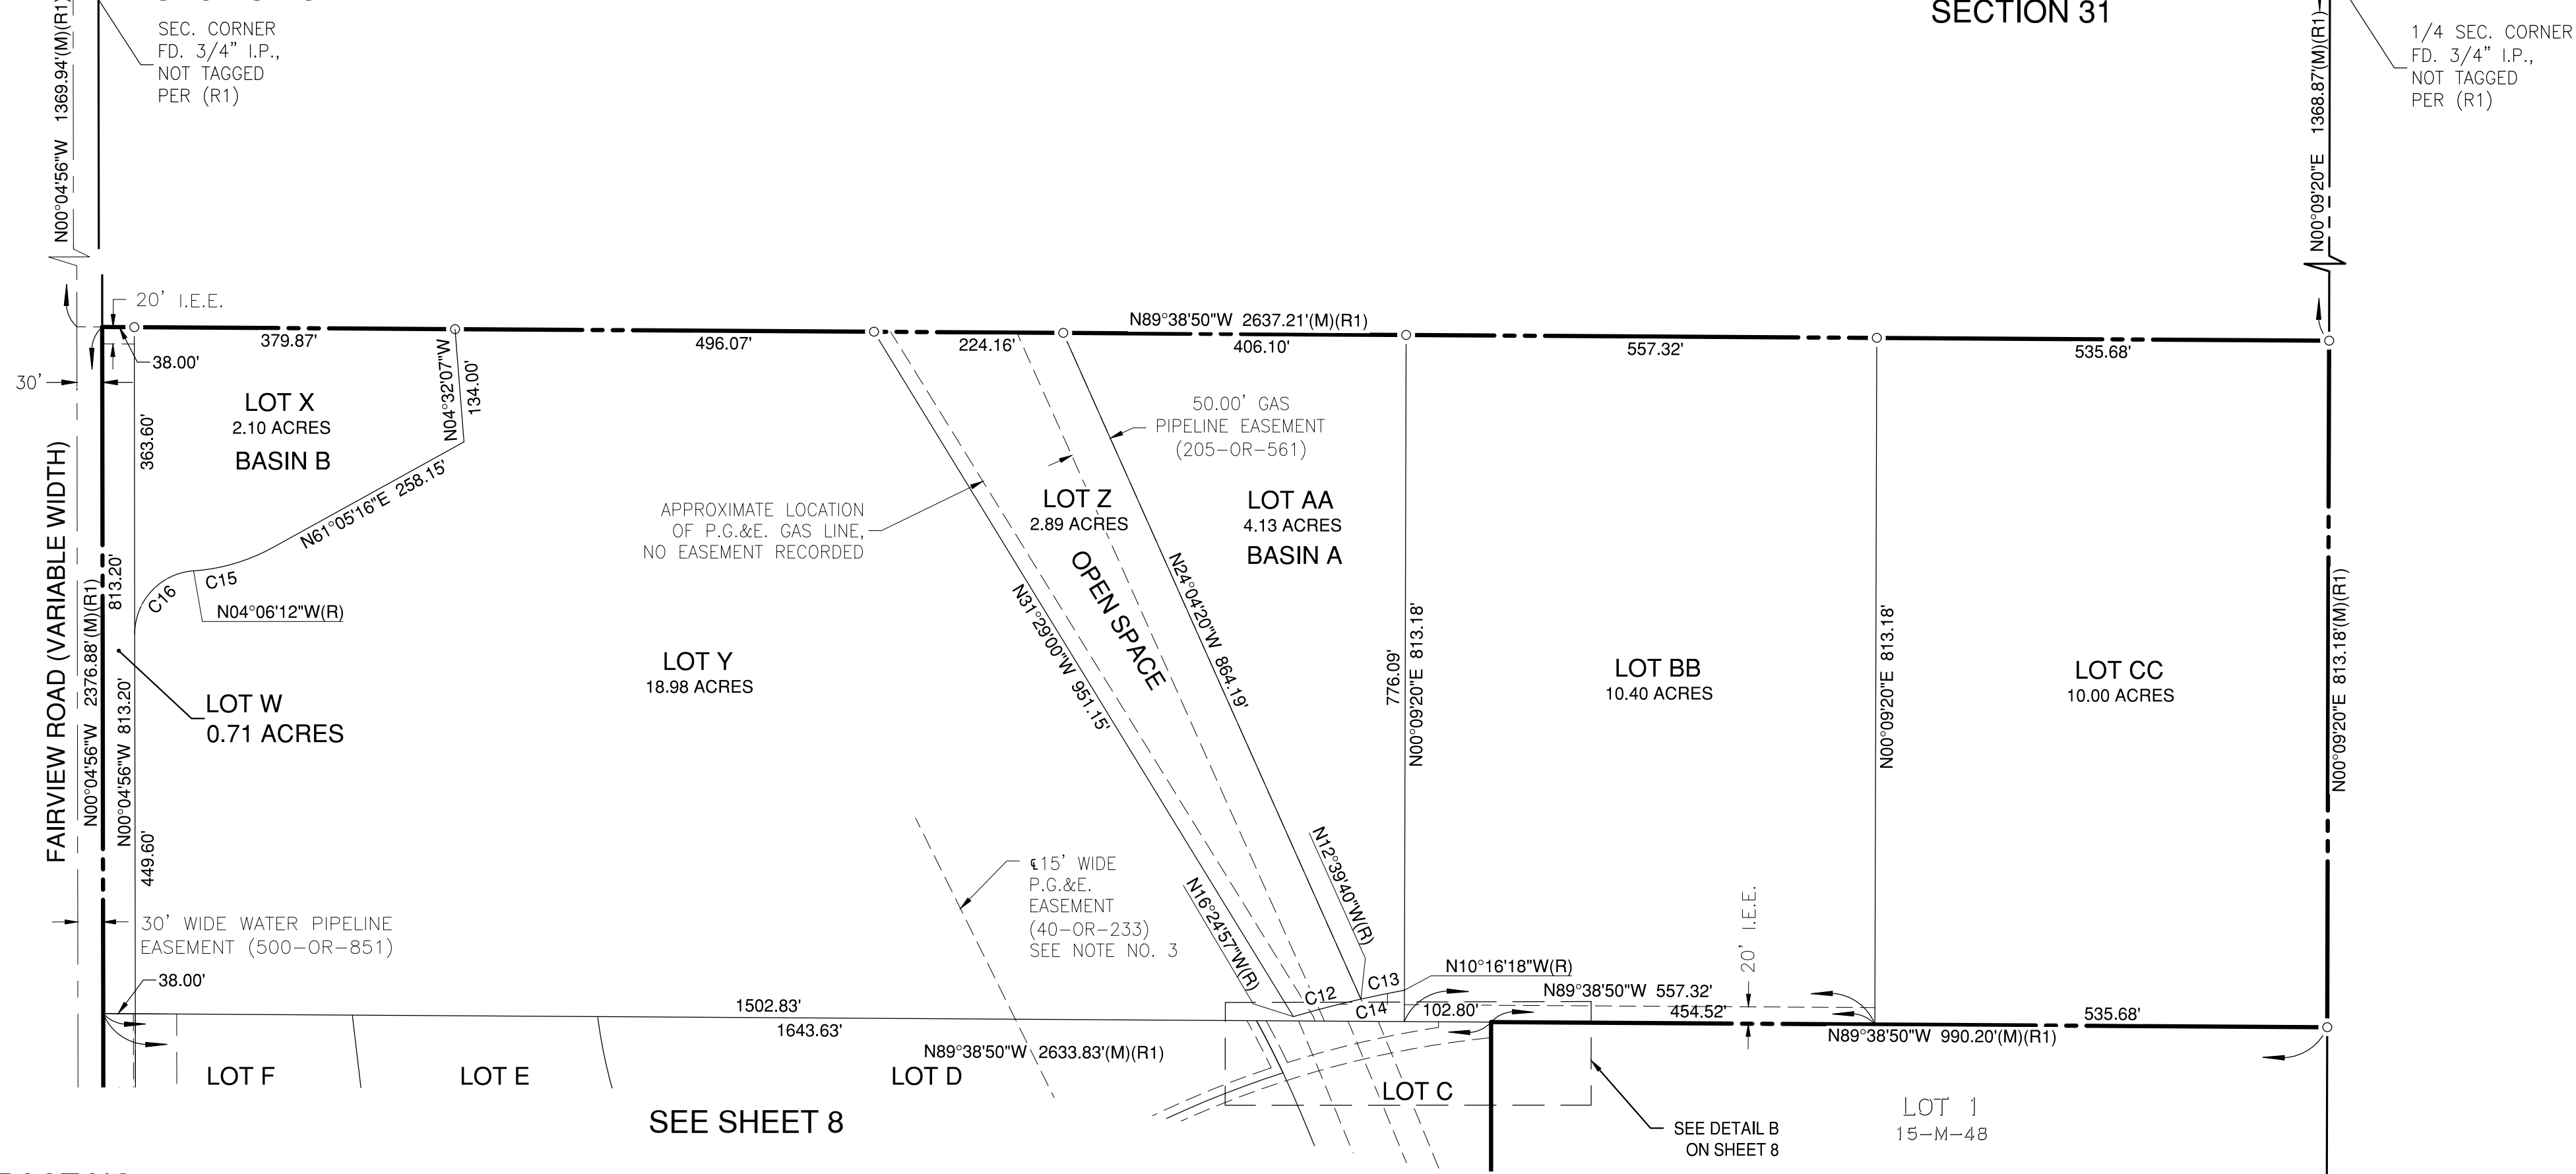 SECTION 31
N00°04'56"W 1369.94'(M)(R1)
SEC. CORNER
FD. 3/4" I.P.,
NOT TAGGED
PER (R1)
N00°09'20"E 1368.87'(M)(R1)
1/4 SEC. CORNER
FD. 3/4" I.P.,
NOT TAGGED
PER (R1)
20' I.E.E.
N89°38'50"W 2637.21'(M)(R1)
379.87'
496.07'
224.16'
406.10'
557.32'
535.68'
38.00'
30'
N04°32'07"W
134.00'
363.60'
LOT X
2.10 ACRES
BASIN B
N61°05'16"E 258.15'
50.00' GAS
PIPELINE EASEMENT
(205-OR-561)
APPROXIMATE LOCATION
OF P.G.&E. GAS LINE,
NO EASEMENT RECORDED
LOT Z
2.89 ACRES
OPEN SPACE
LOT AA
4.13 ACRES
BASIN A
N24°04'20"W 864.19'
N31°29'00"W 951.15'
FAIRVIEW ROAD (VARIABLE WIDTH)
N00°04'56"W 2376.88'(M)(R1)
813.20'
N00°04'56"W 813.20'
C16
C15
N04°06'12"W(R)
LOT W
0.71 ACRES
LOT Y
18.98 ACRES
776.09'
N00°09'20"E 813.18'
LOT BB
10.40 ACRES
N00°09'20"E 813.18'
LOT CC
10.00 ACRES
N00°09'20"E 813.18'(M)(R1)
449.60'
30' WIDE WATER PIPELINE
EASEMENT (500-OR-851)
38.00'
℄15' WIDE
P.G.&E.
EASEMENT
(40-OR-233)
SEE NOTE NO. 3
N16°24'57"W(R)
N12°39'40"W(R)
N10°16'18"W(R)
C12
C13
C14
20' I.E.E.
N89°38'50"W 557.32'
102.80'
454.52'
535.68'
N89°38'50"W 990.20'(M)(R1)
1502.83'
1643.63'
N89°38'50"W 2633.83'(M)(R1)
LOT F
LOT E
LOT D
LOT C
SEE SHEET 8
SEE DETAIL B
ON SHEET 8
LOT 1
15-M-48